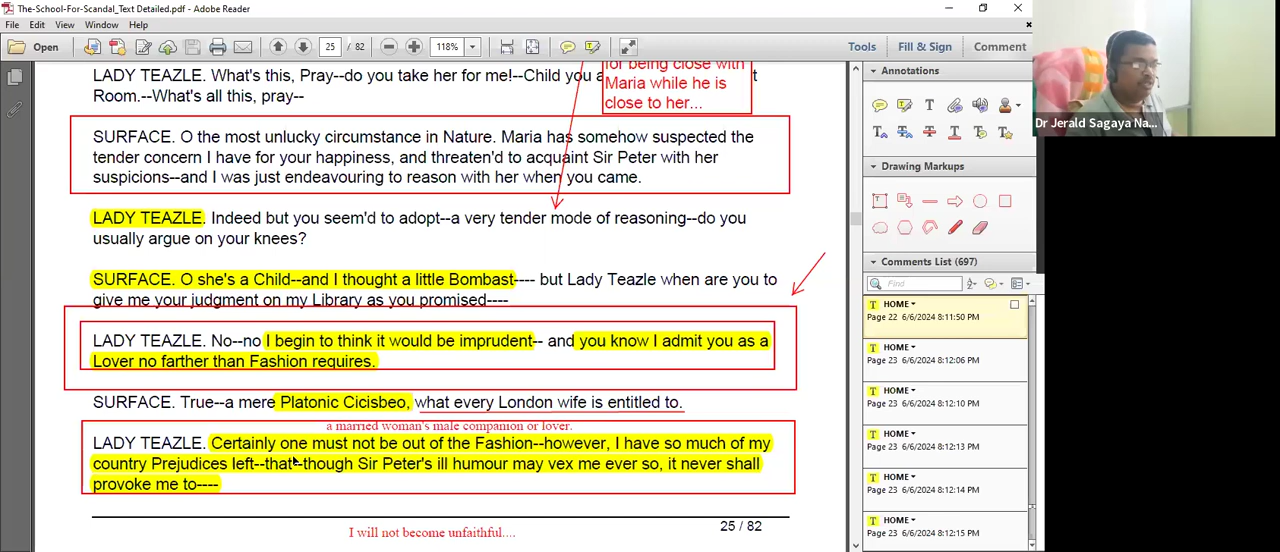 The-School-For-Scandal_Text Detailed.pdf - Adobe Reader
File Edit View Window Help
Open 25 / 82 118% Tools Fill & Sign Comment
for being close with
Maria while he is
close to her...
LADY TEAZLE. What's this, Pray--do you take her for me!--Child you a t
Room.--What's all this, pray--
SURFACE. O the most unlucky circumstance in Nature. Maria has somehow suspected the
tender concern I have for your happiness, and threaten'd to acquaint Sir Peter with her
suspicions--and I was just endeavouring to reason with her when you came.
LADY TEAZLE. Indeed but you seem'd to adopt--a very tender mode of reasoning--do you
usually argue on your knees?
SURFACE. O she's a Child--and I thought a little Bombast---- but Lady Teazle when are you to
give me your judgment on my Library as you promised----
LADY TEAZLE. No--no I begin to think it would be imprudent-- and you know I admit you as a
Lover no farther than Fashion requires.
SURFACE. True--a mere Platonic Cicisbeo, what every London wife is entitled to.
a married woman's male companion or lover.
LADY TEAZLE. Certainly one must not be out of the Fashion--however, I have so much of my
country Prejudices left--that--though Sir Peter's ill humour may vex me ever so, it never shall
provoke me to----
25 / 82
I will not become unfaithful....
Annotations
T
T T T T T
Drawing Markups
Comments List (697)
Find
T HOME
Page 22 6/6/2024 8:11:50 PM
T HOME
Page 23 6/6/2024 8:12:06 PM
T HOME
Page 23 6/6/2024 8:12:10 PM
T HOME
Page 23 6/6/2024 8:12:13 PM
T HOME
Page 23 6/6/2024 8:12:14 PM
T HOME
Page 23 6/6/2024 8:12:15 PM
Dr Jerald Sagaya Na...